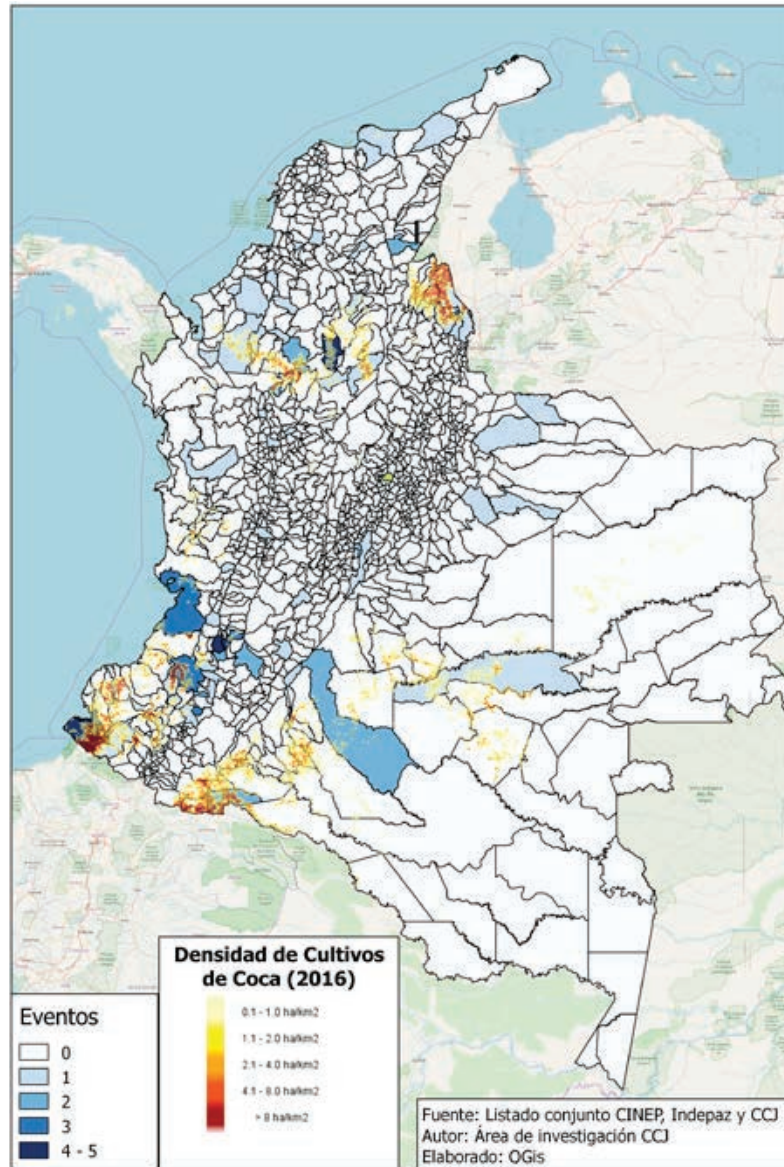 Densidad de Cultivos
de Coca (2016)
0.1 - 1.0 ha/km2
1.1 - 2.0 ha/km2
2.1 - 4.0 ha/km2
4.1 - 8.0 ha/km2
> 8 ha/km2
Eventos
0
1
2
3
4 - 5
Fuente: Listado conjunto CINEP, Indepaz y CCJ
Autor: Área de investigación CCJ
Elaborado: QGis